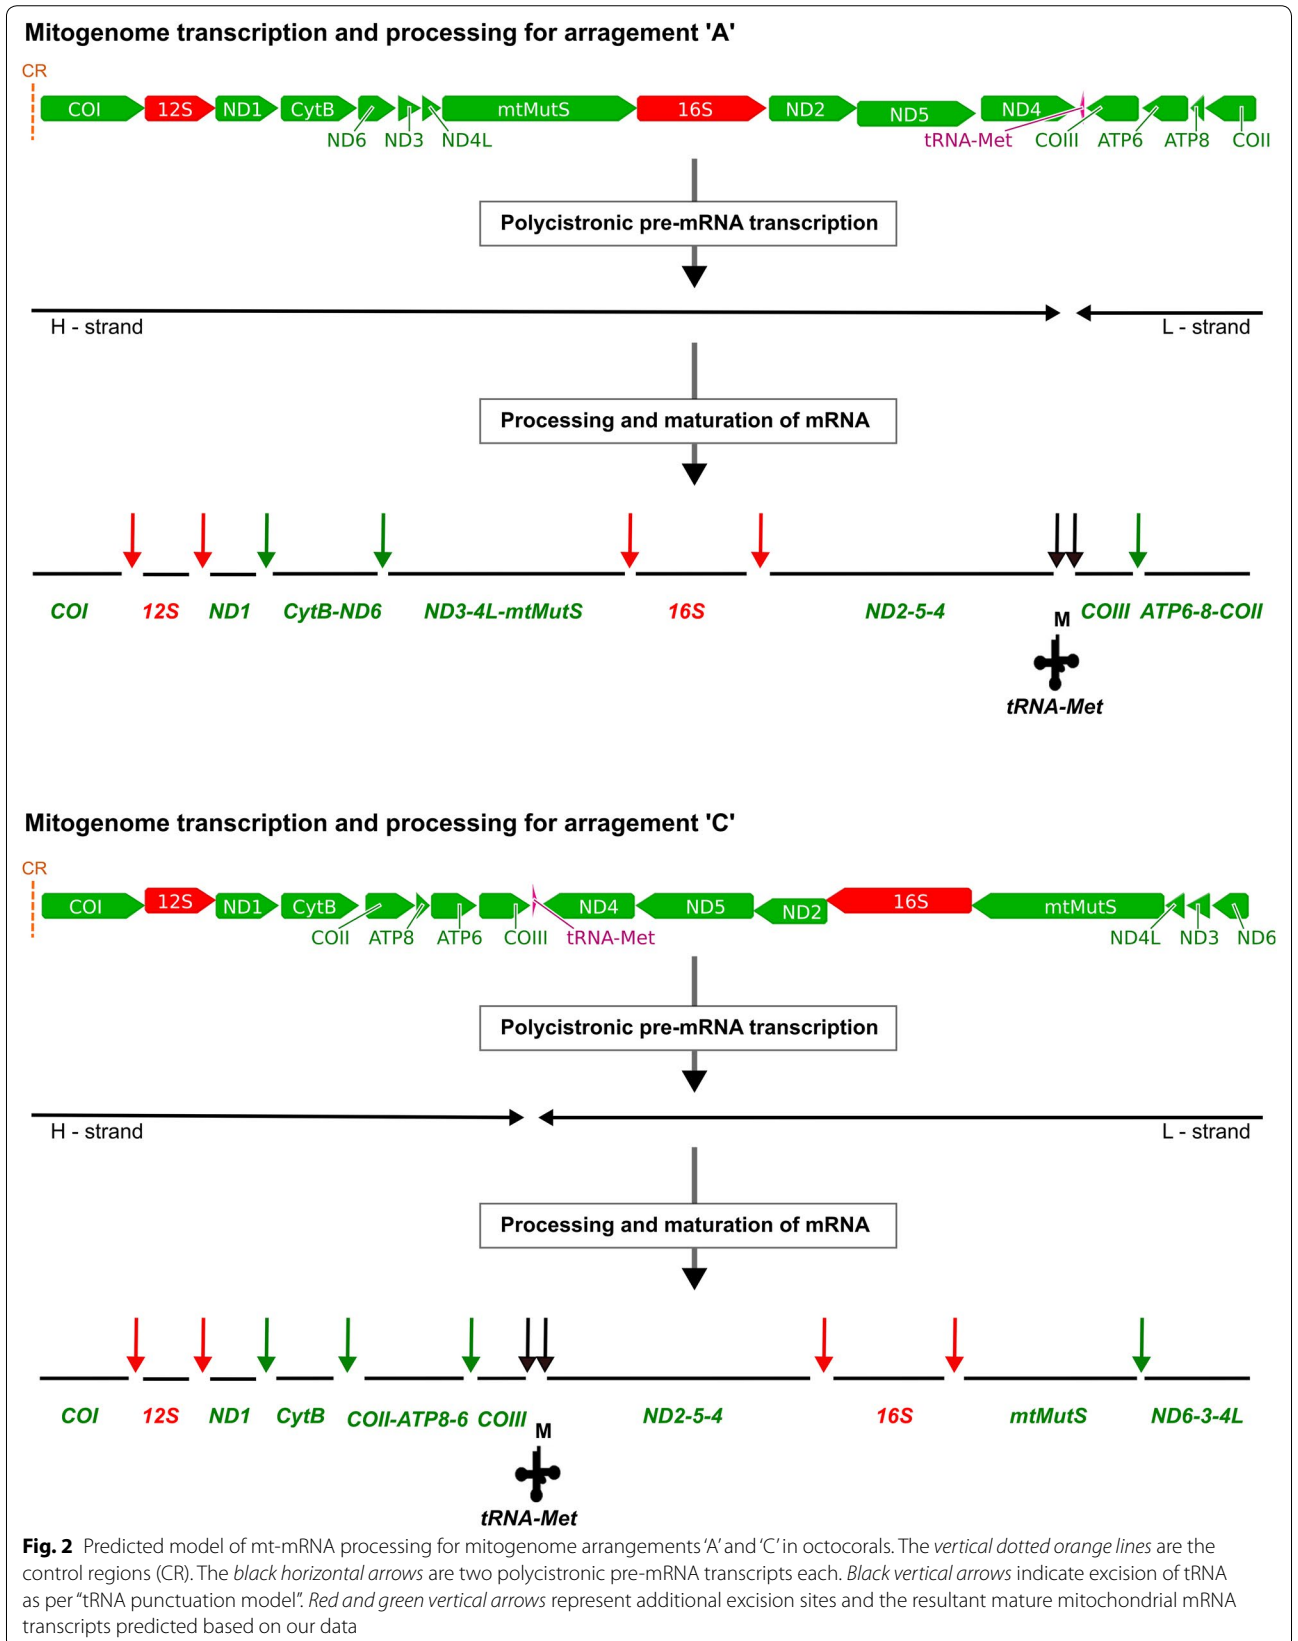 Mitogenome transcription and processing for arragement 'A'
CR
COI 12S ND1 CytB mtMutS 16S ND2 ND5 ND4
ND6 ND3 ND4L tRNA-Met COIII ATP6 ATP8 COII
Polycistronic pre-mRNA transcription
H - strand L - strand
Processing and maturation of mRNA
COI 12S ND1 CytB-ND6 ND3-4L-mtMutS 16S ND2-5-4 COIII ATP6-8-COII
M
tRNA-Met
Mitogenome transcription and processing for arragement 'C'
CR
COI 12S ND1 CytB ND4 ND5 ND2 16S mtMutS
COII ATP8 ATP6 COIII tRNA-Met ND4L ND3 ND6
Polycistronic pre-mRNA transcription
H - strand L - strand
Processing and maturation of mRNA
COI 12S ND1 CytB COII-ATP8-6 COIII ND2-5-4 16S mtMutS ND6-3-4L
M
tRNA-Met
Fig. 2 Predicted model of mt-mRNA processing for mitogenome arrangements ‘A’ and ‘C’ in octocorals. The vertical dotted orange lines are the
control regions (CR). The black horizontal arrows are two polycistronic pre-mRNA transcripts each. Black vertical arrows indicate excision of tRNA
as per “tRNA punctuation model”. Red and green vertical arrows represent additional excision sites and the resultant mature mitochondrial mRNA
transcripts predicted based on our data